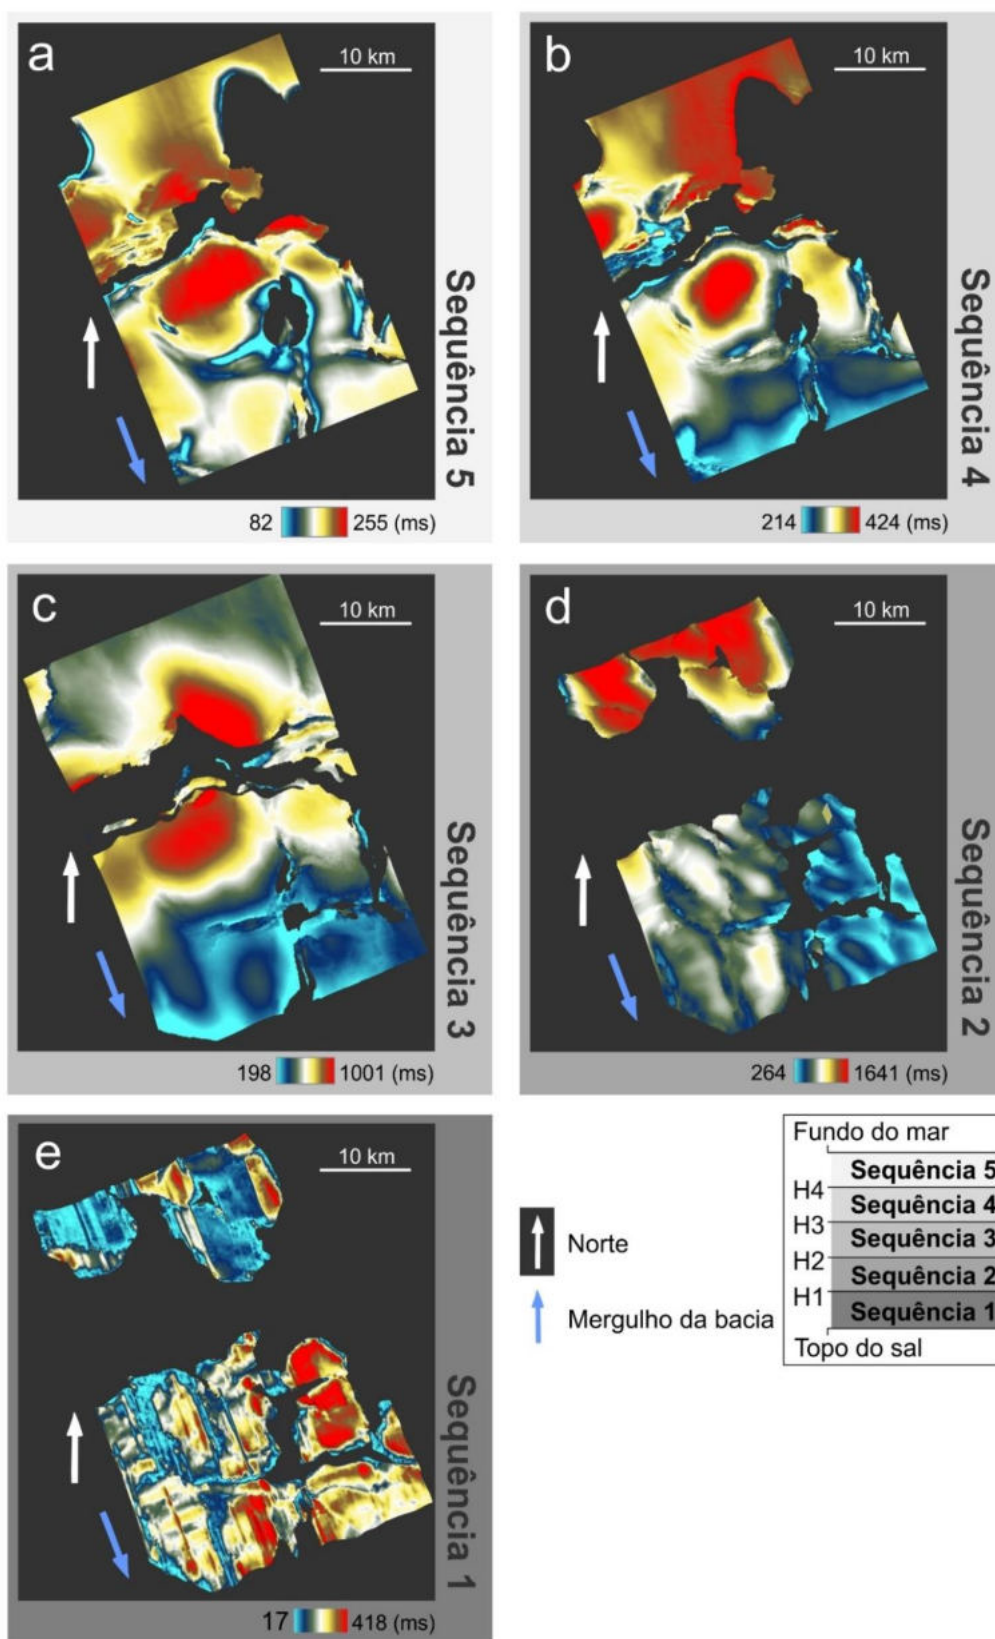 a
10 km
Sequência 5
82 255 (ms)
b
10 km
Sequência 4
214 424 (ms)
c
10 km
Sequência 3
198 1001 (ms)
d
10 km
Sequência 2
264 1641 (ms)
e
10 km
Sequência 1
17 418 (ms)
Norte
Mergulho da bacia
Fundo do mar
Sequência 5
H4
Sequência 4
H3
Sequência 3
H2
Sequência 2
H1
Sequência 1
Topo do sal